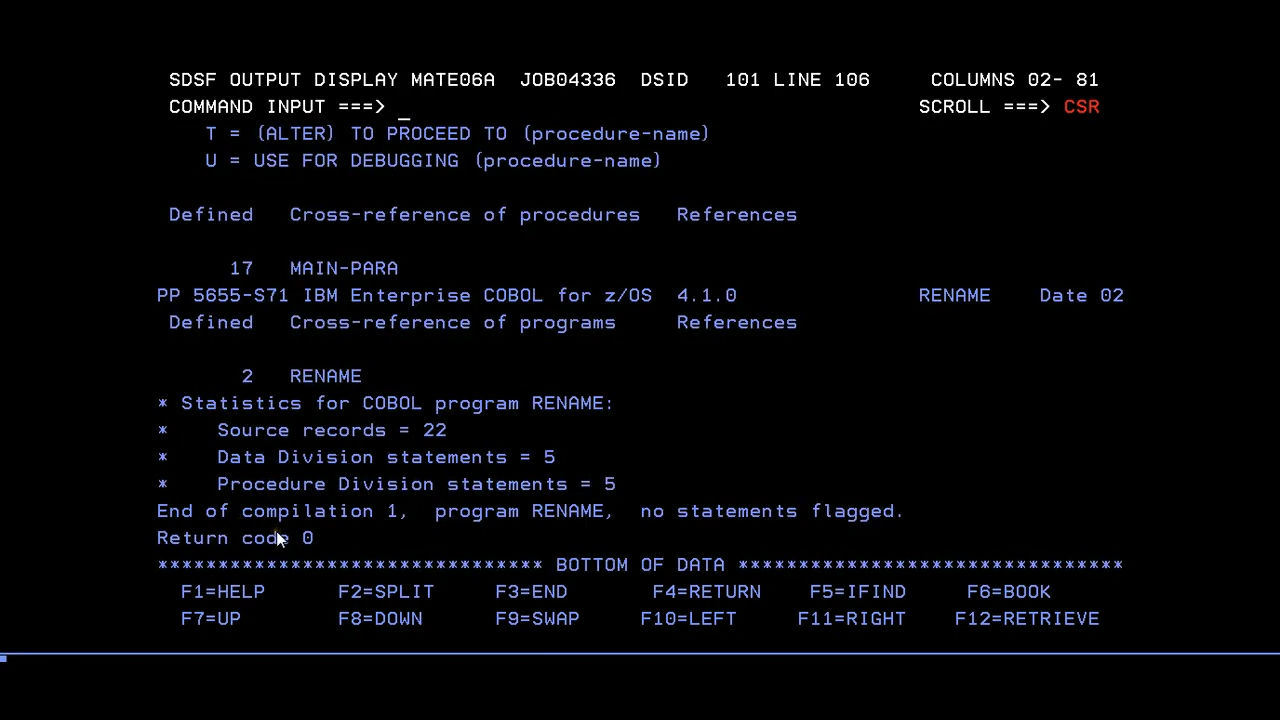 SDSF OUTPUT DISPLAY MATE06A JOB04336 DSID 101 LINE 106 COLUMNS 02- 81
COMMAND INPUT ===> _ SCROLL ===> CSR
T = (ALTER) TO PROCEED TO (procedure-name)
U = USE FOR DEBUGGING (procedure-name)
Defined Cross-reference of procedures References
17 MAIN-PARA
PP 5655-S71 IBM Enterprise COBOL for z/OS 4.1.0 RENAME Date 02
Defined Cross-reference of programs References
2 RENAME
* Statistics for COBOL program RENAME:
* Source records = 22
* Data Division statements = 5
* Procedure Division statements = 5
End of compilation 1, program RENAME, no statements flagged.
Return code 0
******************************** BOTTOM OF DATA ********************************
F1=HELP F2=SPLIT F3=END F4=RETURN F5=IFIND F6=BOOK
F7=UP F8=DOWN F9=SWAP F10=LEFT F11=RIGHT F12=RETRIEVE